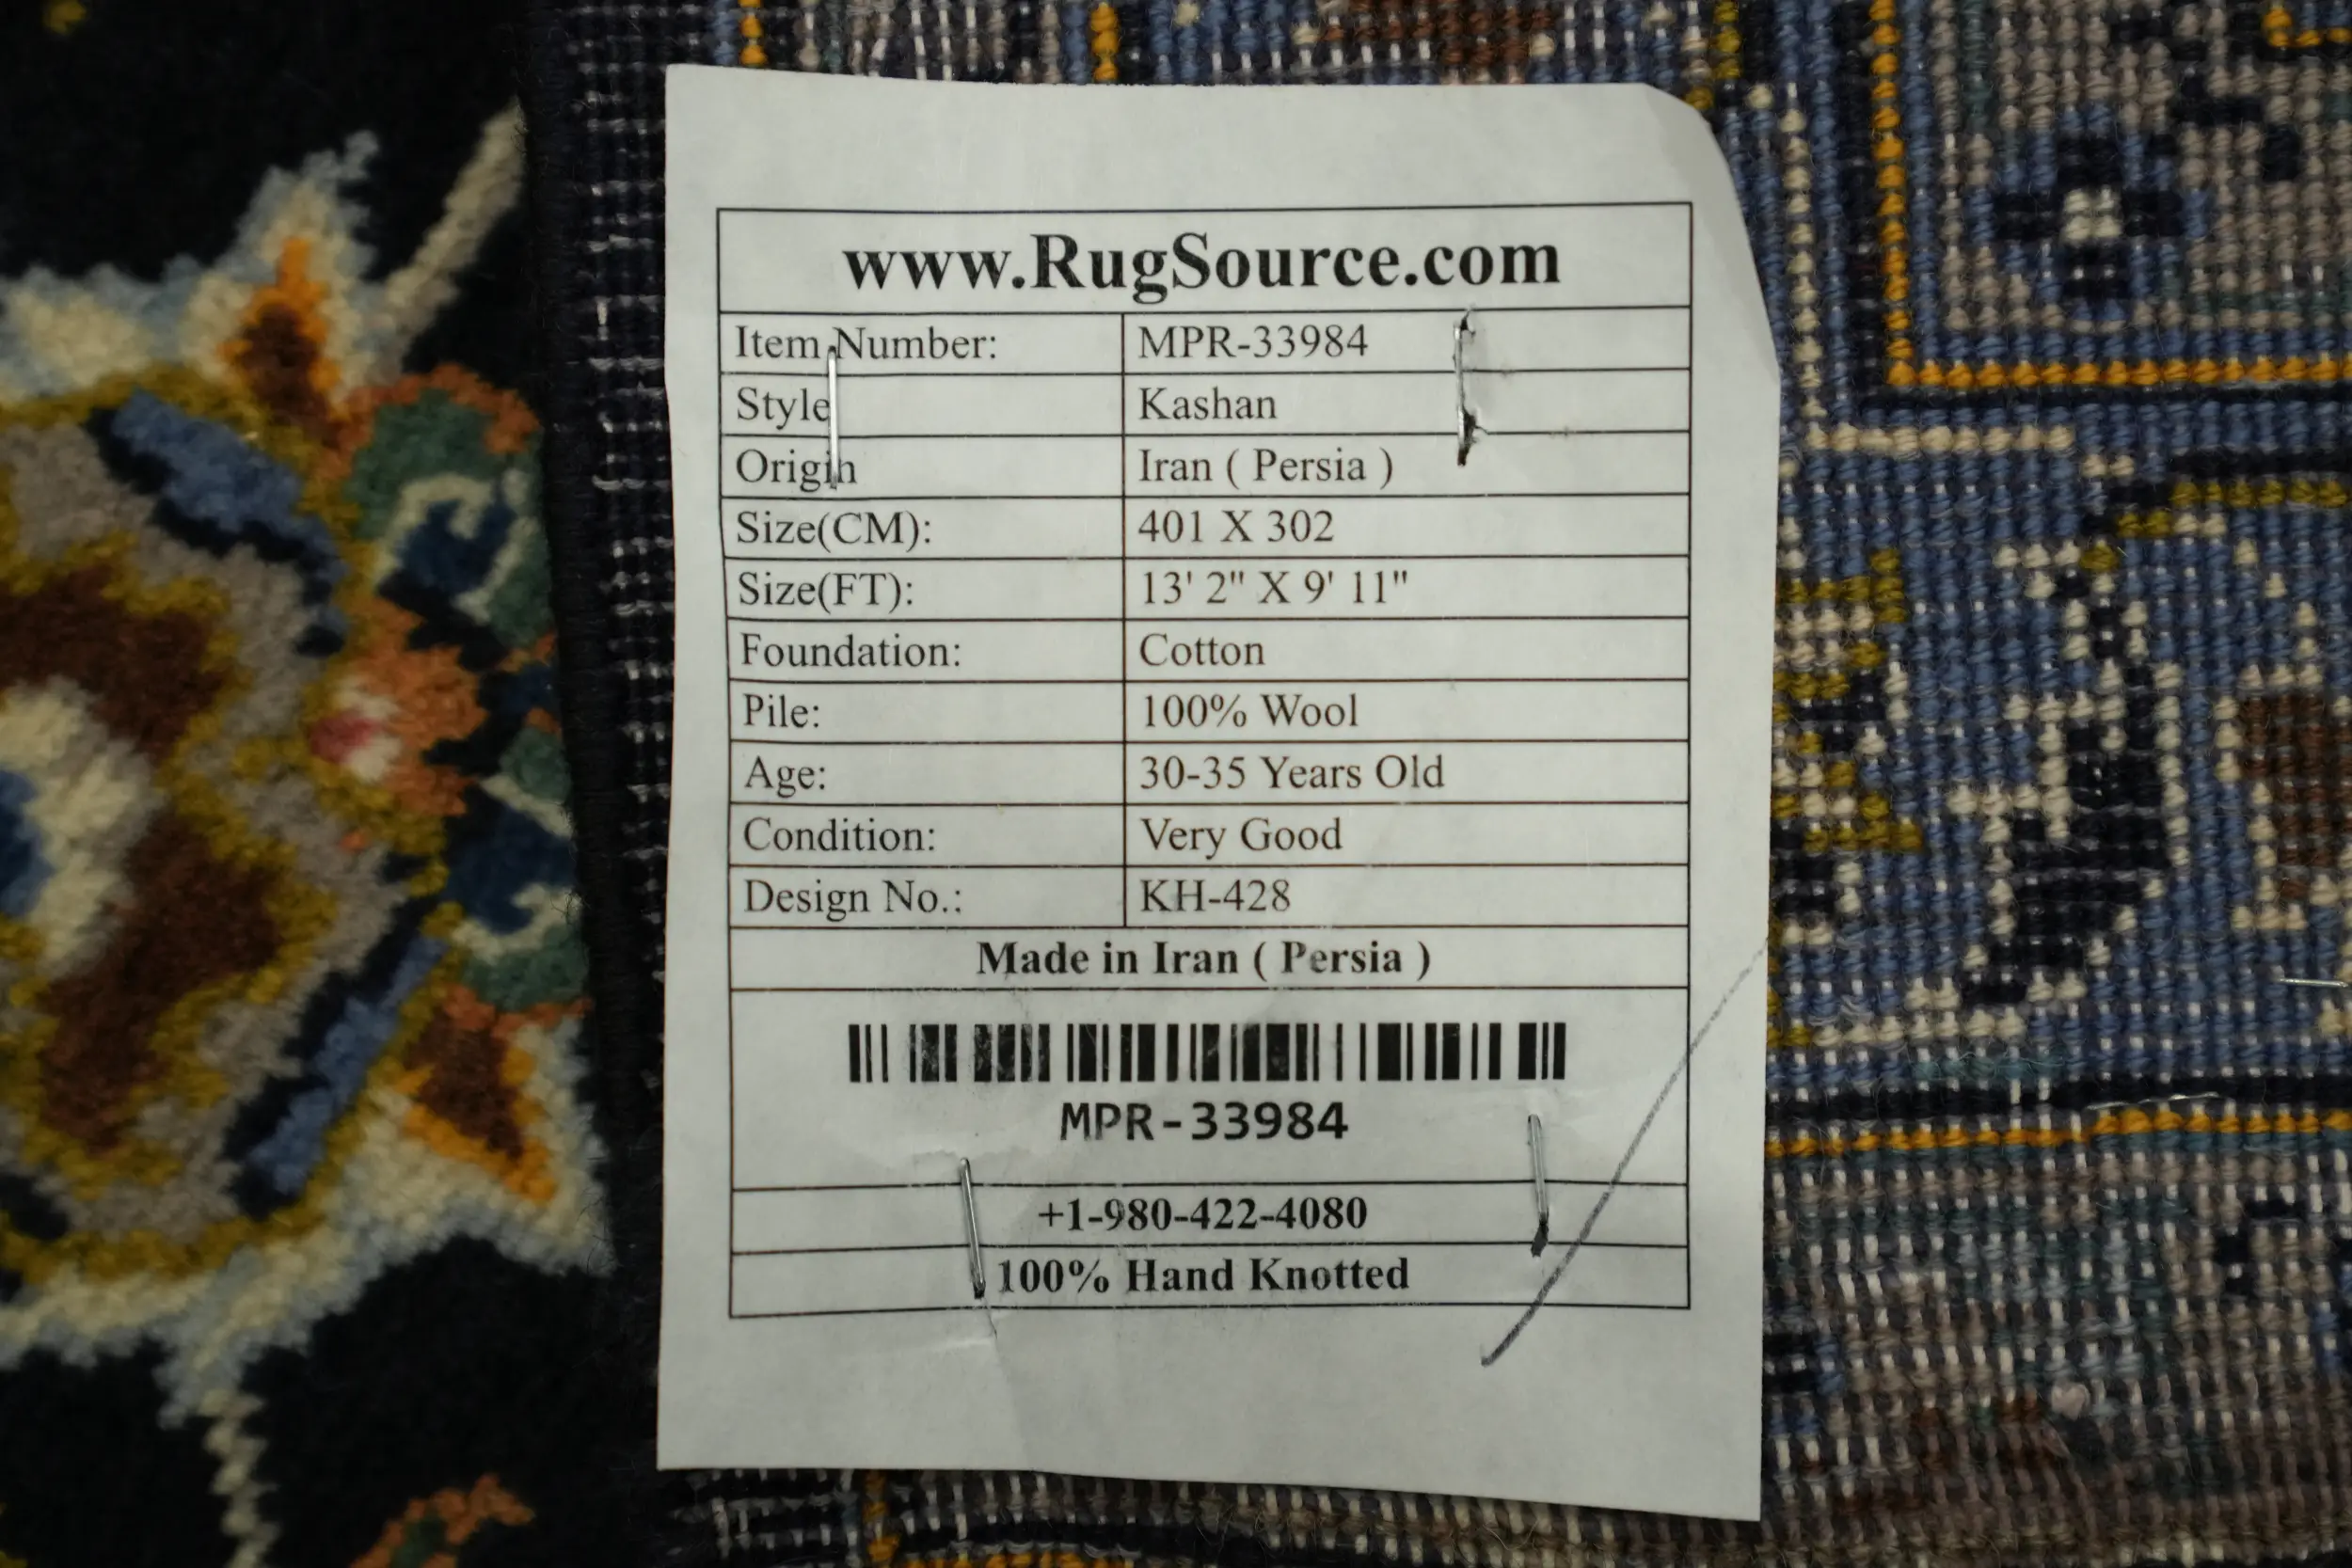 www.RugSource.com
Item Number: MPR-33984
Style Kashan
Origin Iran ( Persia )
Size(CM): 401 X 302
Size(FT): 13' 2" X 9' 11"
Foundation: Cotton
Pile: 100% Wool
Age: 30-35 Years Old
Condition: Very Good
Design No.: KH-428
Made in Iran ( Persia )
MPR-33984
+1-980-422-4080
100% Hand Knotted